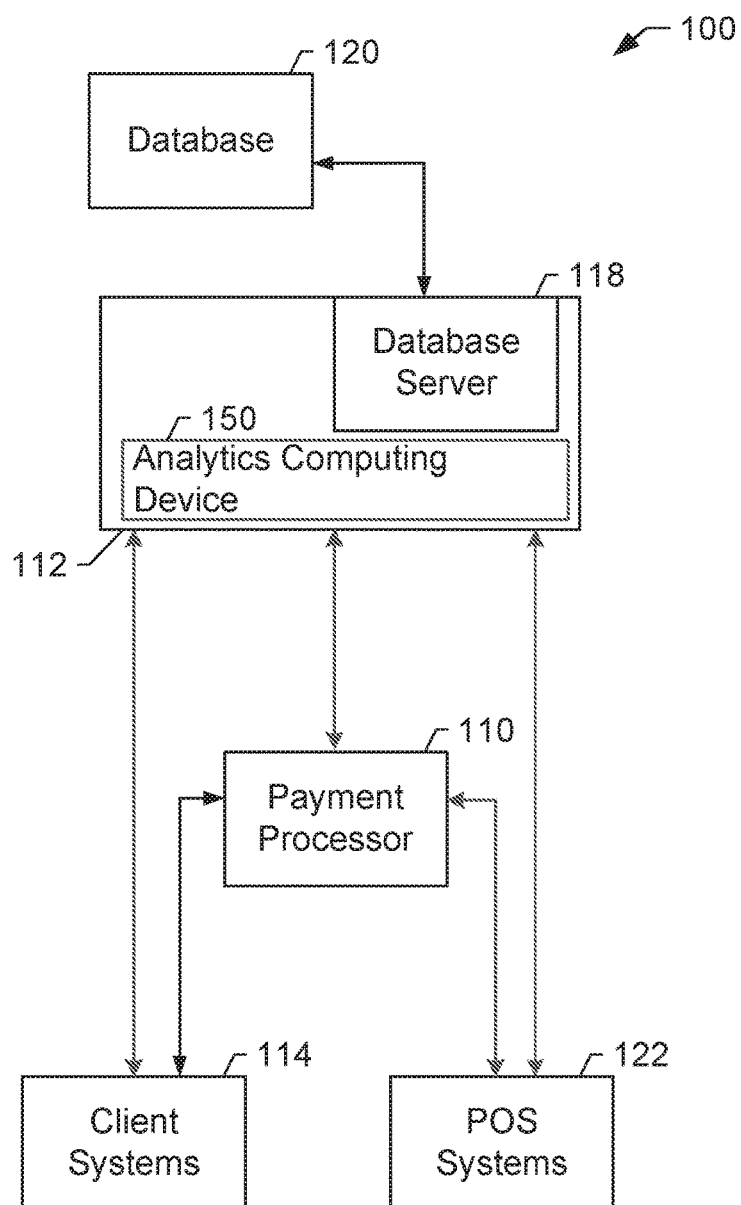 100
120
Database
118
Database
Server
150
Analytics Computing
Device
112
110
Payment
Processor
114
Client
Systems
122
POS
Systems